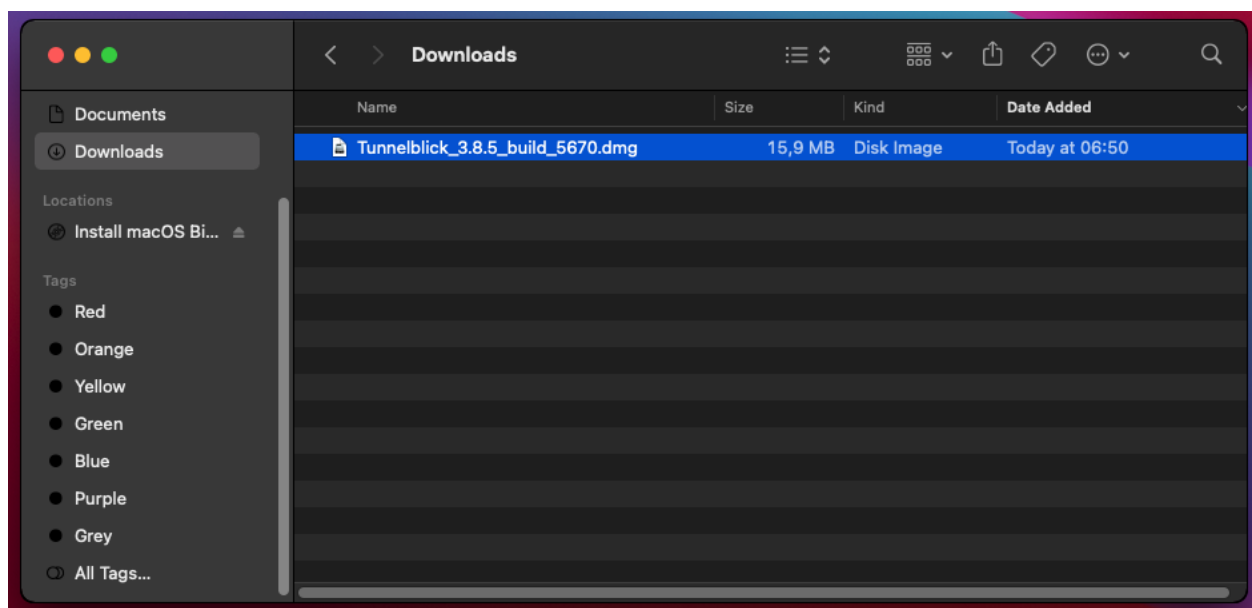 Downloads
Documents
Downloads
Locations
Install macOS Bi...
Tags
Red
Orange
Yellow
Green
Blue
Purple
Grey
All Tags...
Name Size Kind Date Added
Tunnelblick_3.8.5_build_5670.dmg 15,9 MB Disk Image Today at 06:50